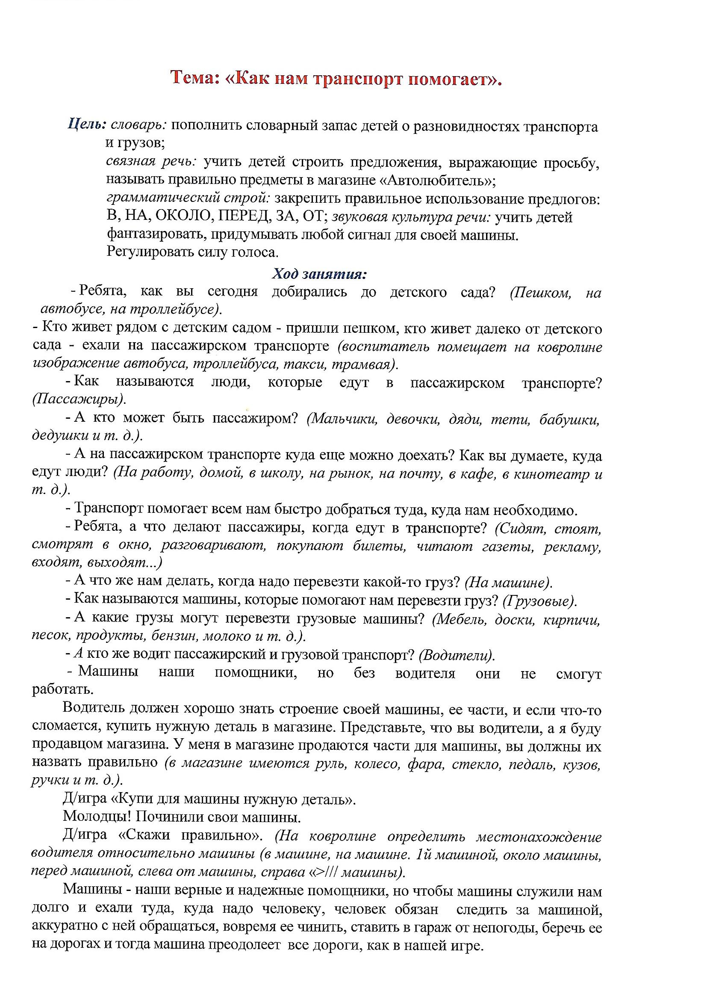 Тема: «Как нам транспорт помогает».
Цель: словарь: пополнить словарный запас детей о разновидностях транспорта
и грузов;
связная речь: учить детей строить предложения, выражающие просьбу,
называть правильно предметы в магазине «Автолюбитель»;
грамматический строй: закрепить правильное использование предлогов:
В, НА, ОКОЛО, ПЕРЕД, ЗА, ОТ; звуковая культура речи: учить детей
фантазировать, придумывать любой сигнал для своей машины.
Регулировать силу голоса.
Ход занятия:
- Ребята, как вы сегодня добирались до детского сада? (Пешком, на
автобусе, на троллейбусе).
- Кто живет рядом с детским садом - пришли пешком, кто живет далеко от детского
сада - ехали на пассажирском транспорте (воспитатель помещает на ковролине
изображение автобуса, троллейбуса, такси, трамвая).
- Как называются люди, которые едут в пассажирском транспорте?
(Пассажиры).
- А кто может быть пассажиром? (Мальчики, девочки, дяди, тети, бабушки,
дедушки и т. д.).
- А на пассажирском транспорте куда еще можно доехать? Как вы думаете, куда
едут люди? (На работу, домой, в школу, на рынок, на почту, в кафе, в кинотеатр и
т. д.).
- Транспорт помогает всем нам быстро добраться туда, куда нам необходимо.
- Ребята, а что делают пассажиры, когда едут в транспорте? (Сидят, стоят,
смотрят в окно, разговаривают, покупают билеты, читают газеты, рекламу,
входят, выходят...)
- А что же нам делать, когда надо перевезти какой-то груз? (На машине).
- Как называются машины, которые помогают нам перевезти груз? (Грузовые).
- А какие грузы могут перевезти грузовые машины? (Мебель, доски, кирпичи,
песок, продукты, бензин, молоко и т. д.).
- А кто же водит пассажирский и грузовой транспорт? (Водители).
- Машины наши помощники, но без водителя они не смогут
работать.
Водитель должен хорошо знать строение своей машины, ее части, и если что-то
сломается, купить нужную деталь в магазине. Представьте, что вы водители, а я буду
продавцом магазина. У меня в магазине продаются части для машины, вы должны их
назвать правильно (в магазине имеются руль, колесо, фара, стекло, педаль, кузов,
ручки и т. д.).
Д/игра «Купи для машины нужную деталь».
Молодцы! Починили свои машины.
Д/игра «Скажи правильно». (На ковролине определить местонахождение
водителя относительно машины (в машине, на машине. 1й машиной, около машины,
перед машиной, слева от машины, справа «>/// машины).
Машины - наши верные и надежные помощники, но чтобы машины служили нам
долго и ехали туда, куда надо человеку, человек обязан следить за машиной,
аккуратно с ней обращаться, вовремя ее чинить, ставить в гараж от непогоды, беречь ее
на дорогах и тогда машина преодолеет все дороги, как в нашей игре.